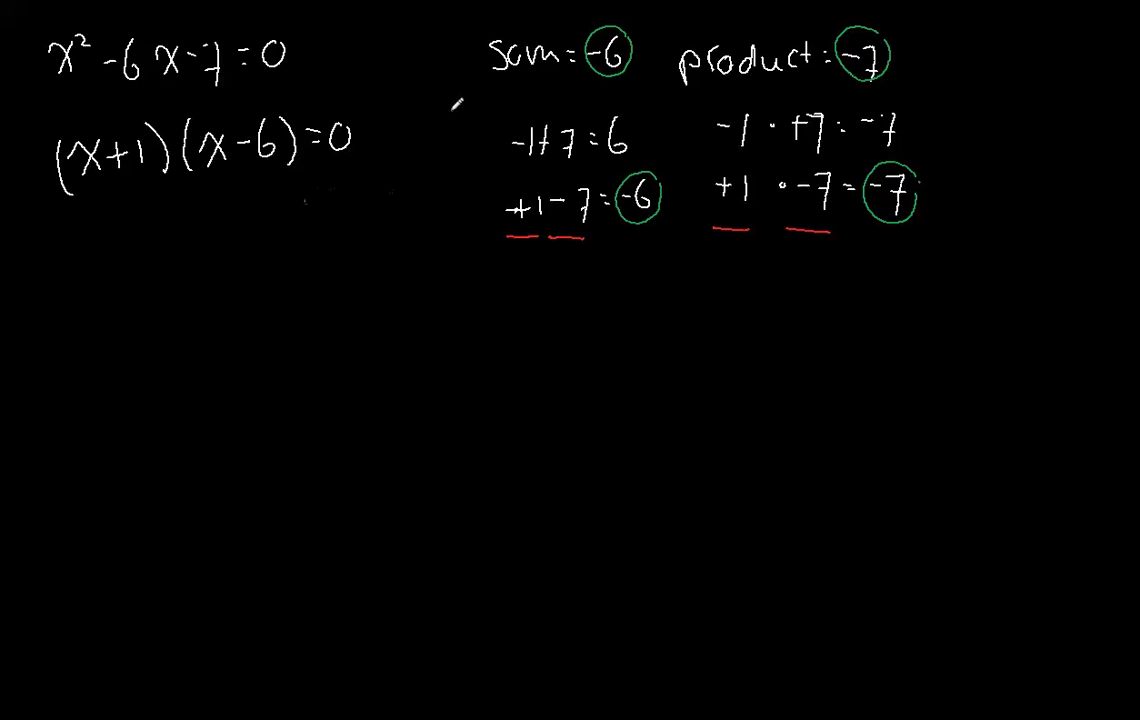 x² - 6x - 7 = 0
(x+1)(x-6) = 0
sum = -6 product = -7
-1+7 = 6 -1 · +7 = -7
+1-7 = -6 +1 · -7 = -7